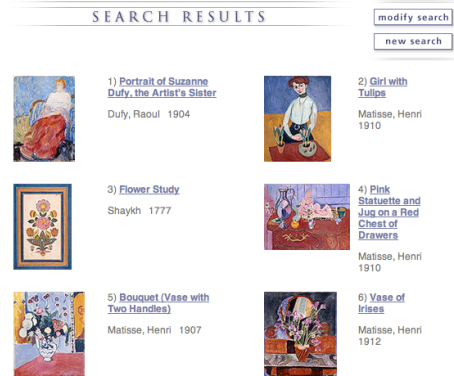 SEARCH RESULTS
modify search
new search
1) Portrait of Suzanne
Dufy, the Artist's Sister
Dufy, Raoul 1904
2) Girl with
Tulips
Matisse, Henri
1910
3) Flower Study
Shaykh 1777
4) Pink
Statuette and
Jug on a Red
Chest of
Drawers
Matisse, Henri
1910
5) Bouquet (Vase with
Two Handles)
Matisse, Henri 1907
6) Vase of
Irises
Matisse, Henri
1912